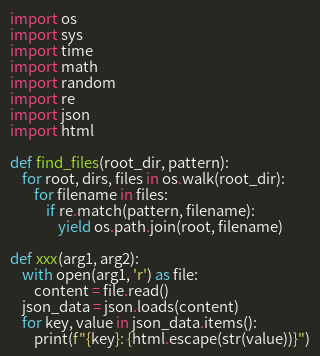 import os
import sys
import time
import math
import random
import re
import json
import html

def find_files(root_dir, pattern):
    for root, dirs, files in os.walk(root_dir):
        for filename in files:
            if re.match(pattern, filename):
                yield os.path.join(root, filename)

def xxx(arg1, arg2):
    with open(arg1, 'r') as file:
        content = file.read()
    json_data = json.loads(content)
    for key, value in json_data.items():
        print(f"{key}: {html.escape(str(value))}")